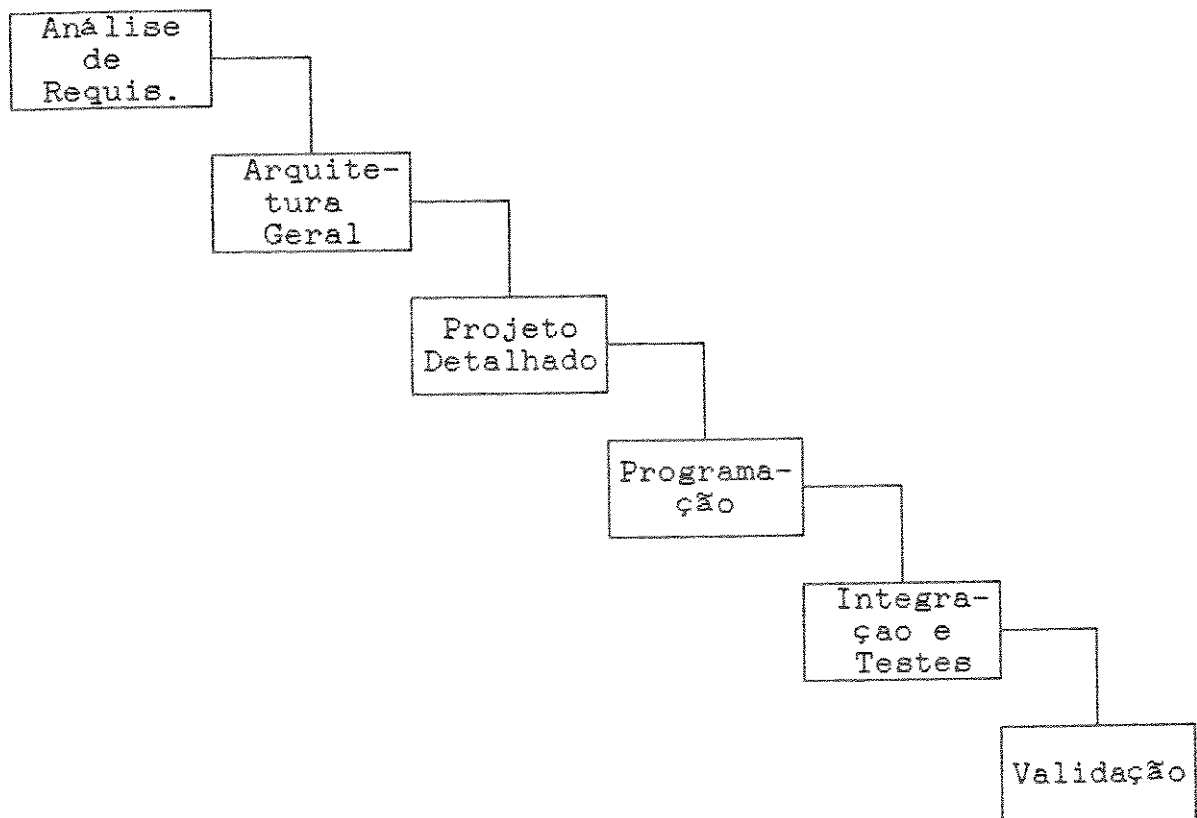 Análise
de
Requis.
Arquite-
tura
Geral
Projeto
Detalhado
Programa-
ção
Integra-
çao e
Testes
Validação